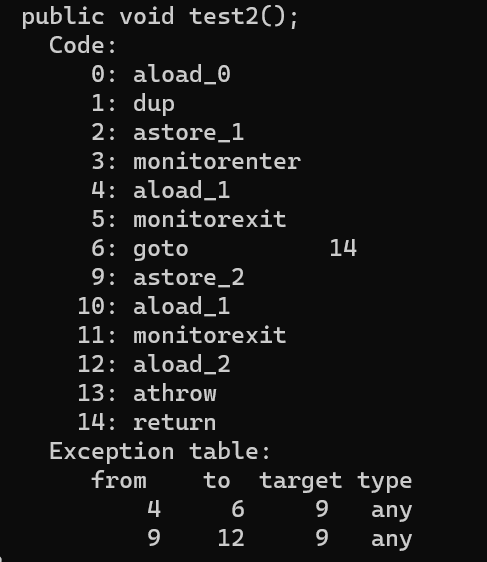 public void test2();
Code:
0: aload_0
1: dup
2: astore_1
3: monitorenter
4: aload_1
5: monitorexit
6: goto 14
9: astore_2
10: aload_1
11: monitorexit
12: aload_2
13: athrow
14: return
Exception table:
from to target type
4 6 9 any
9 12 9 any